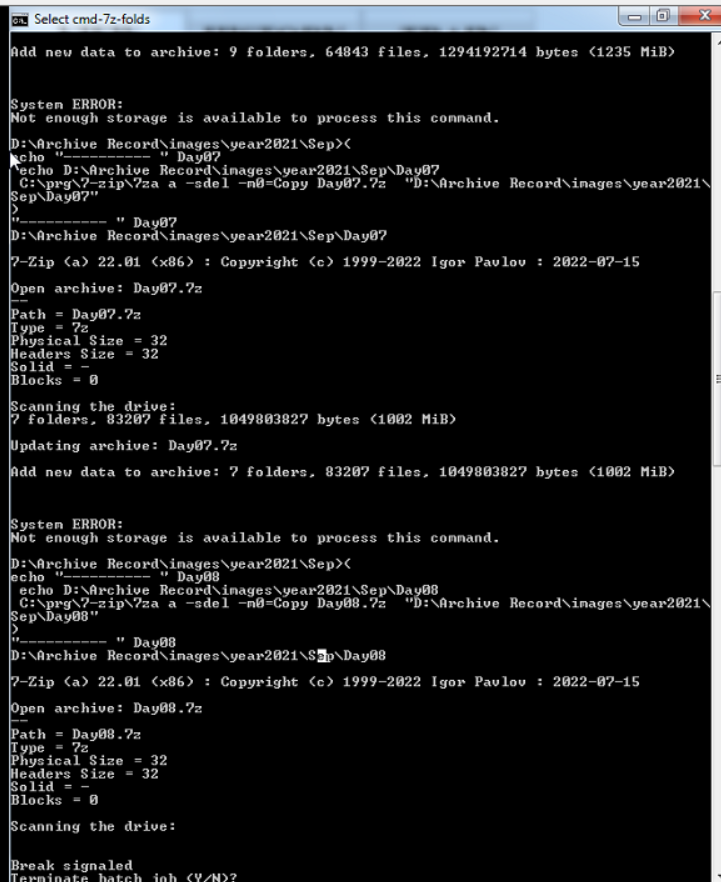 Select cmd-7z-folds
Add new data to archive: 9 folders, 64843 files, 1294192714 bytes (1235 MiB)
System ERROR:
Not enough storage is available to process this command.
D:\Archive Record\images\year2021\Sep>(
echo "---------- " Day07
echo D:\Archive Record\images\year2021\Sep\Day07
C:\prg\7-zip\7za a -sdel -m0=Copy Day07.7z  "D:\Archive Record\images\year2021\
Sep\Day07"
)
"---------- " Day07
D:\Archive Record\images\year2021\Sep\Day07
7-Zip (a) 22.01 (x86) : Copyright (c) 1999-2022 Igor Pavlov : 2022-07-15
Open archive: Day07.7z
--
Path = Day07.7z
Type = 7z
Physical Size = 32
Headers Size = 32
Solid = -
Blocks = 0
Scanning the drive:
7 folders, 83207 files, 1049803827 bytes (1002 MiB)
Updating archive: Day07.7z
Add new data to archive: 7 folders, 83207 files, 1049803827 bytes (1002 MiB)
System ERROR:
Not enough storage is available to process this command.
D:\Archive Record\images\year2021\Sep>(
echo "---------- " Day08
echo D:\Archive Record\images\year2021\Sep\Day08
C:\prg\7-zip\7za a -sdel -m0=Copy Day08.7z  "D:\Archive Record\images\year2021\
Sep\Day08"
)
"---------- " Day08
D:\Archive Record\images\year2021\Sep\Day08
7-Zip (a) 22.01 (x86) : Copyright (c) 1999-2022 Igor Pavlov : 2022-07-15
Open archive: Day08.7z
--
Path = Day08.7z
Type = 7z
Physical Size = 32
Headers Size = 32
Solid = -
Blocks = 0
Scanning the drive:
Break signaled
Terminate batch job (Y/N)?